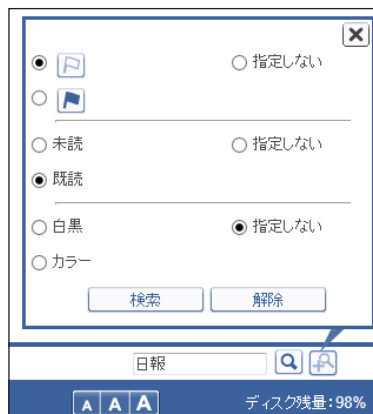 指定しない
未読 指定しない
既読
白黒 指定しない
カラー
検索 解除
日報
A A A ディスク残量:98%